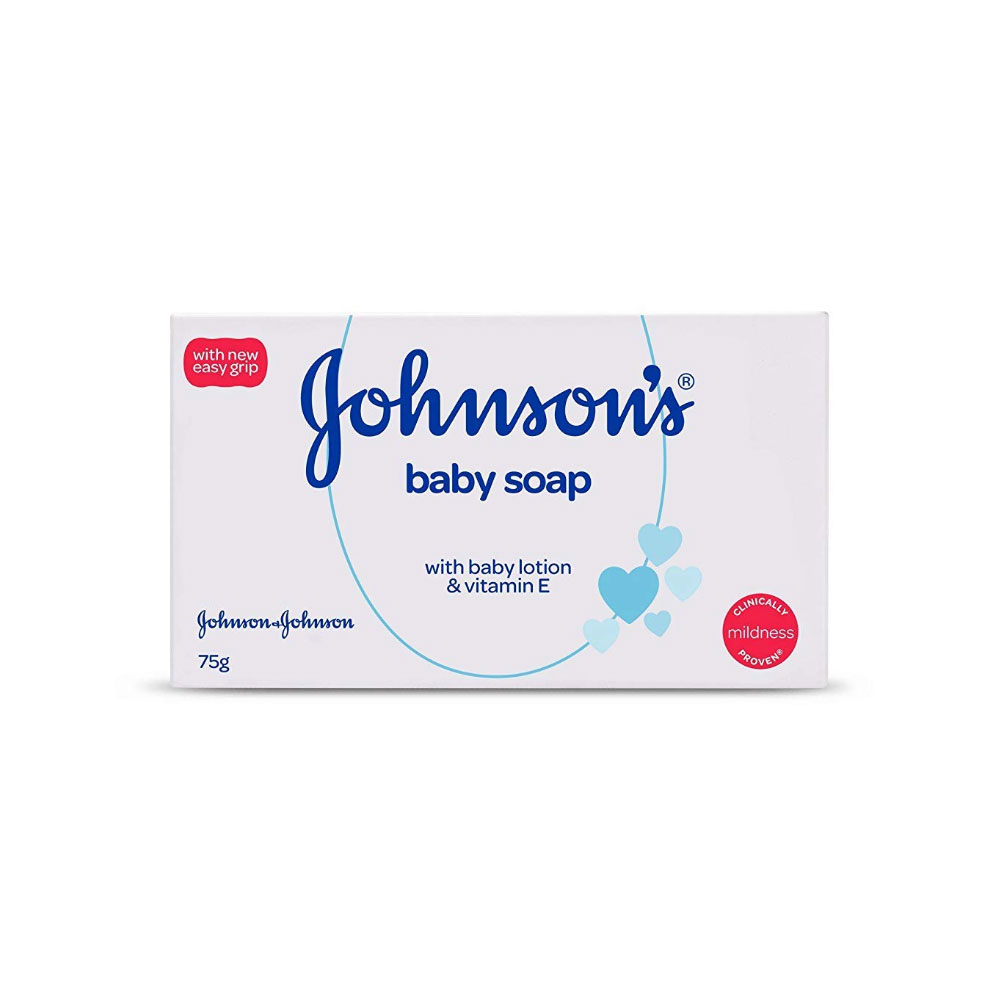 with new
easy grip
Johnson's®
baby soap
with baby lotion
& vitamin E
Johnson+Johnson
75g
CLINICALLY
mildness
PROVEN®